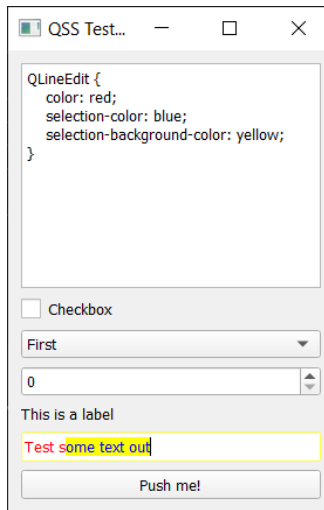 QSS Test...
QLineEdit {
color: red;
selection-color: blue;
selection-background-color: yellow;
}
Checkbox
First
0
This is a label
Test some text out
Push me!